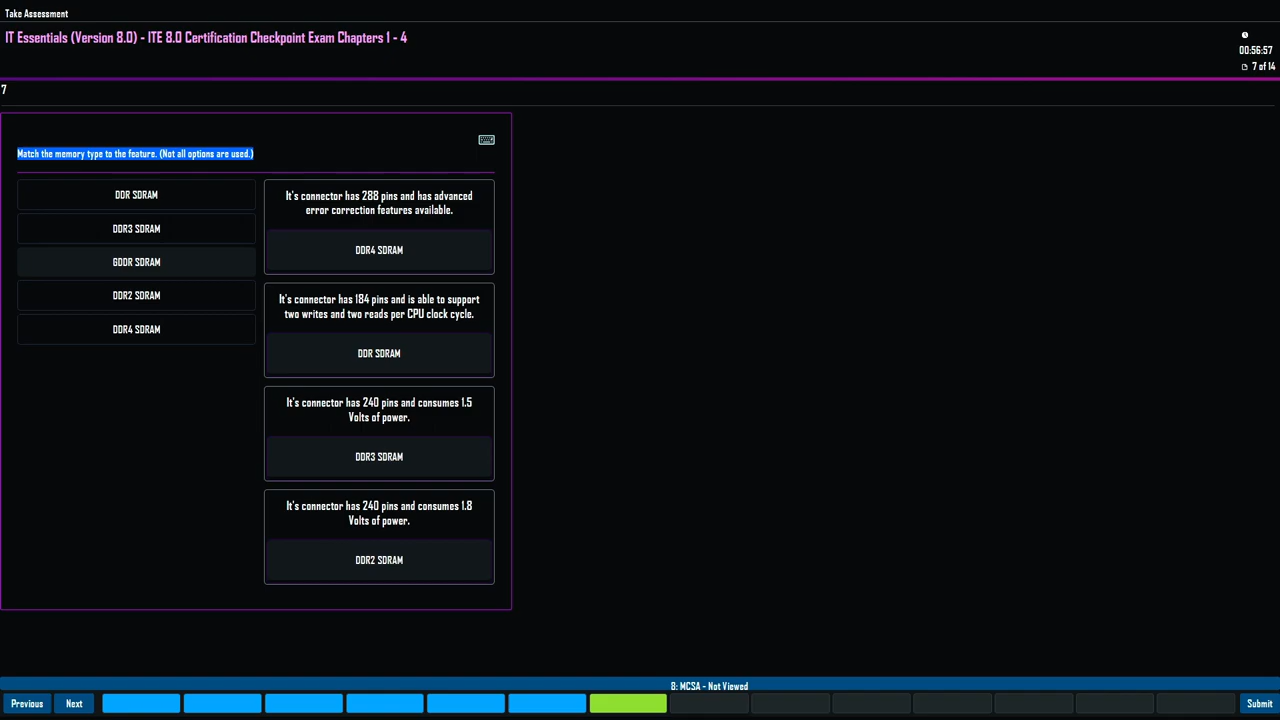 Take Assessment
IT Essentials (Version 8.0) - ITE 8.0 Certification Checkpoint Exam Chapters 1 - 4
00:56:57
7 of 14
7
Match the memory type to the feature. (Not all options are used.)
DDR SDRAM
DDR3 SDRAM
GDDR SDRAM
DDR2 SDRAM
DDR4 SDRAM
It's connector has 288 pins and has advanced
error correction features available.
DDR4 SDRAM
It's connector has 184 pins and is able to support
two writes and two reads per CPU clock cycle.
DDR SDRAM
It's connector has 240 pins and consumes 1.5
Volts of power.
DDR3 SDRAM
It's connector has 240 pins and consumes 1.8
Volts of power.
DDR2 SDRAM
8: MCSA - Not Viewed
Previous
Next
Submit